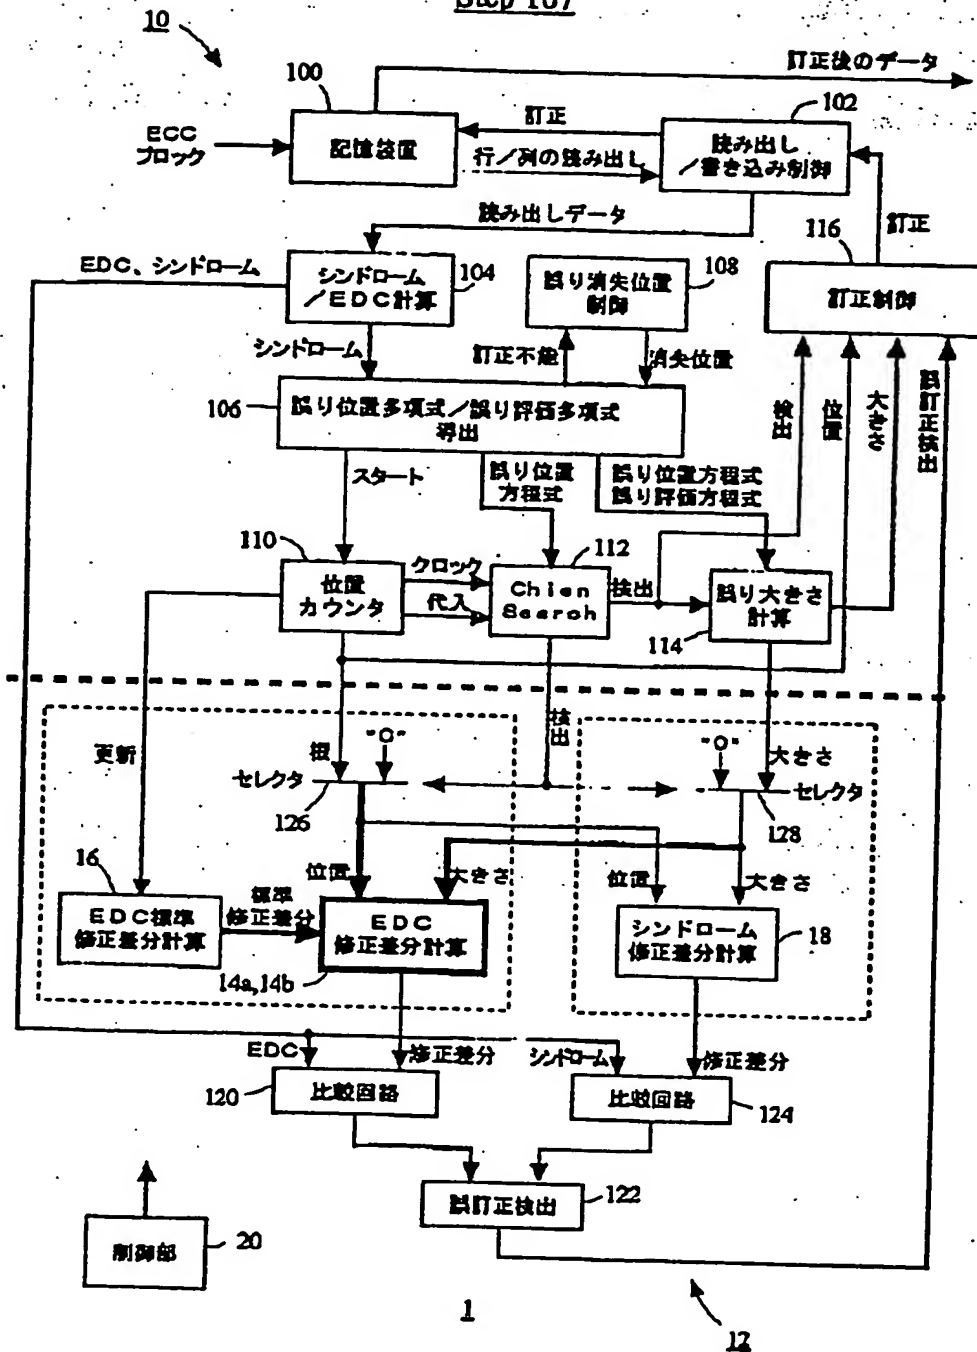 Step 107
10
100
訂正後のデータ
102
ECC
ブロック
記憶装置
訂正
行/列の読み出し
読み出し
/書き込み制御
読み出しデータ
116
訂正
EDC、シンドローム
シンドローム
/EDC計算
104
誤り消失位置
制御
108
訂正制御
シンドローム
訂正不能
消失位置
106
誤り位置多項式/誤り評価多項式
導出
検出
位置
大きさ
誤訂正検出
スタート
誤り位置
方程式
誤り位置方程式
誤り評価方程式
110
位置
カウンタ
クロック
代入
112
Chien
Search
検出
誤り大きさ
計算
114
更新
根
"0"
検出
"0"
大きさ
セレクタ
126
セレクタ
128
16
位置
大きさ
位置
大きさ
EDC標準
修正差分計算
標準
修正差分
EDC
修正差分計算
14a,14b
シンドローム
修正差分計算
18
EDC
修正差分
シンドローム
修正差分
120
比較回路
比較回路
124
誤訂正検出
122
制御部
20
1
12